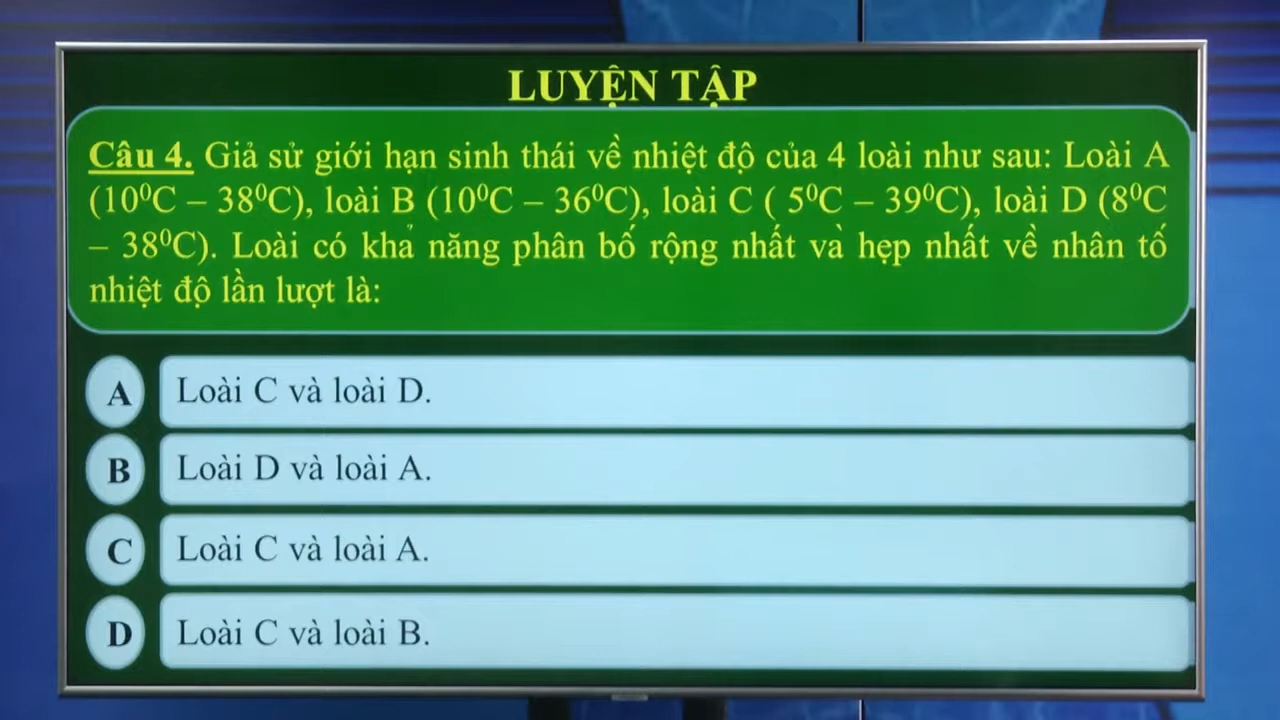 LUYỆN TẬP
Câu 4. Giả sử giới hạn sinh thái về nhiệt độ của 4 loài như sau: Loài A
(10⁰C – 38⁰C), loài B (10⁰C – 36⁰C), loài C ( 5⁰C – 39⁰C), loài D (8⁰C
– 38⁰C). Loài có khả năng phân bố rộng nhất và hẹp nhất về nhân tố
nhiệt độ lần lượt là:
A Loài C và loài D.
B Loài D và loài A.
C Loài C và loài A.
D Loài C và loài B.